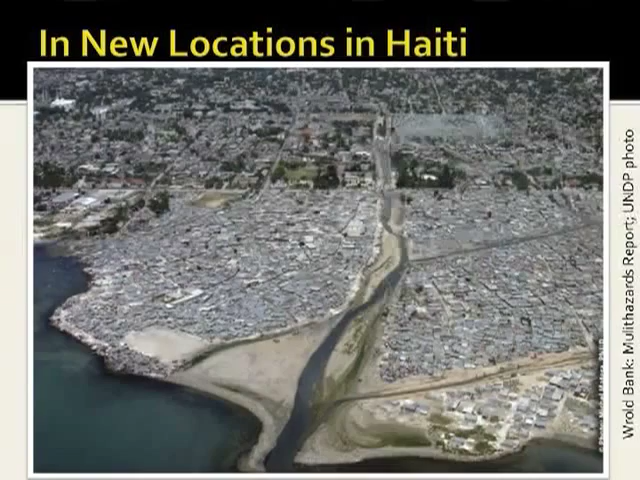 In New Locations in Haiti
Wrold Bank: Mulithazards Report; UNDP photo